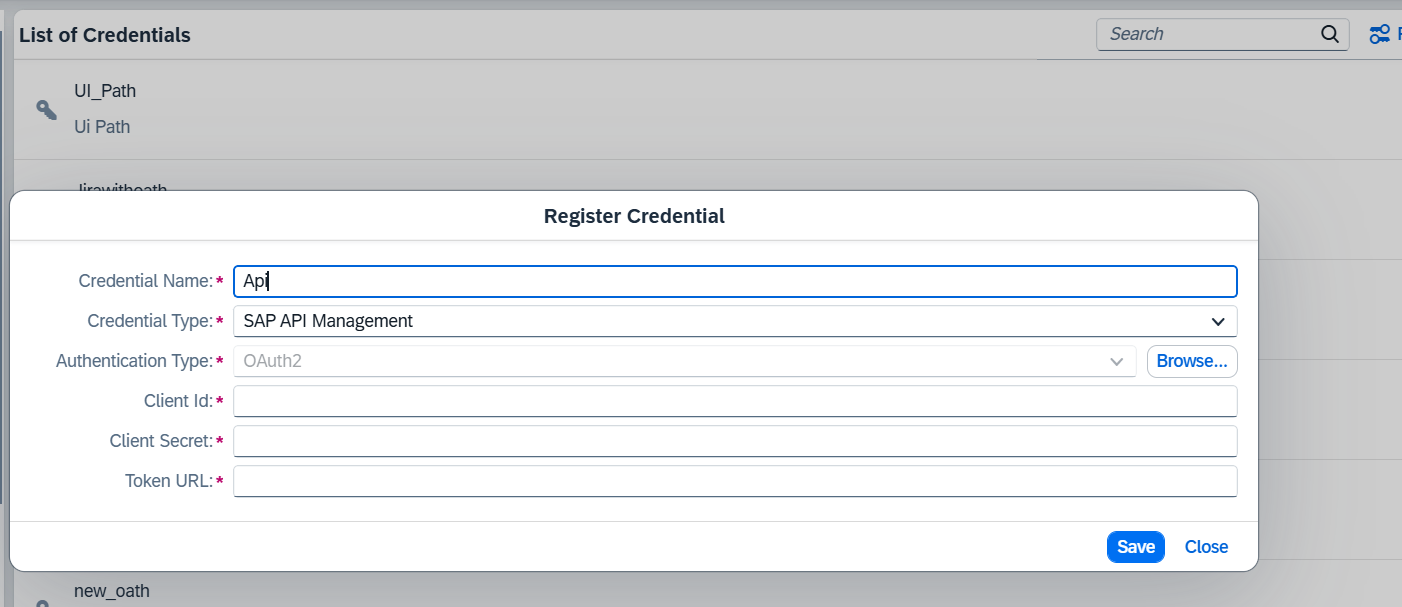 List of Credentials
Search
UI_Path
Ui Path
Register Credential
Credential Name:*
Api
Credential Type:*
SAP API Management
Authentication Type:*
OAuth2
Browse...
Client Id:*
Client Secret:*
Token URL:*
Save
Close
new_oath